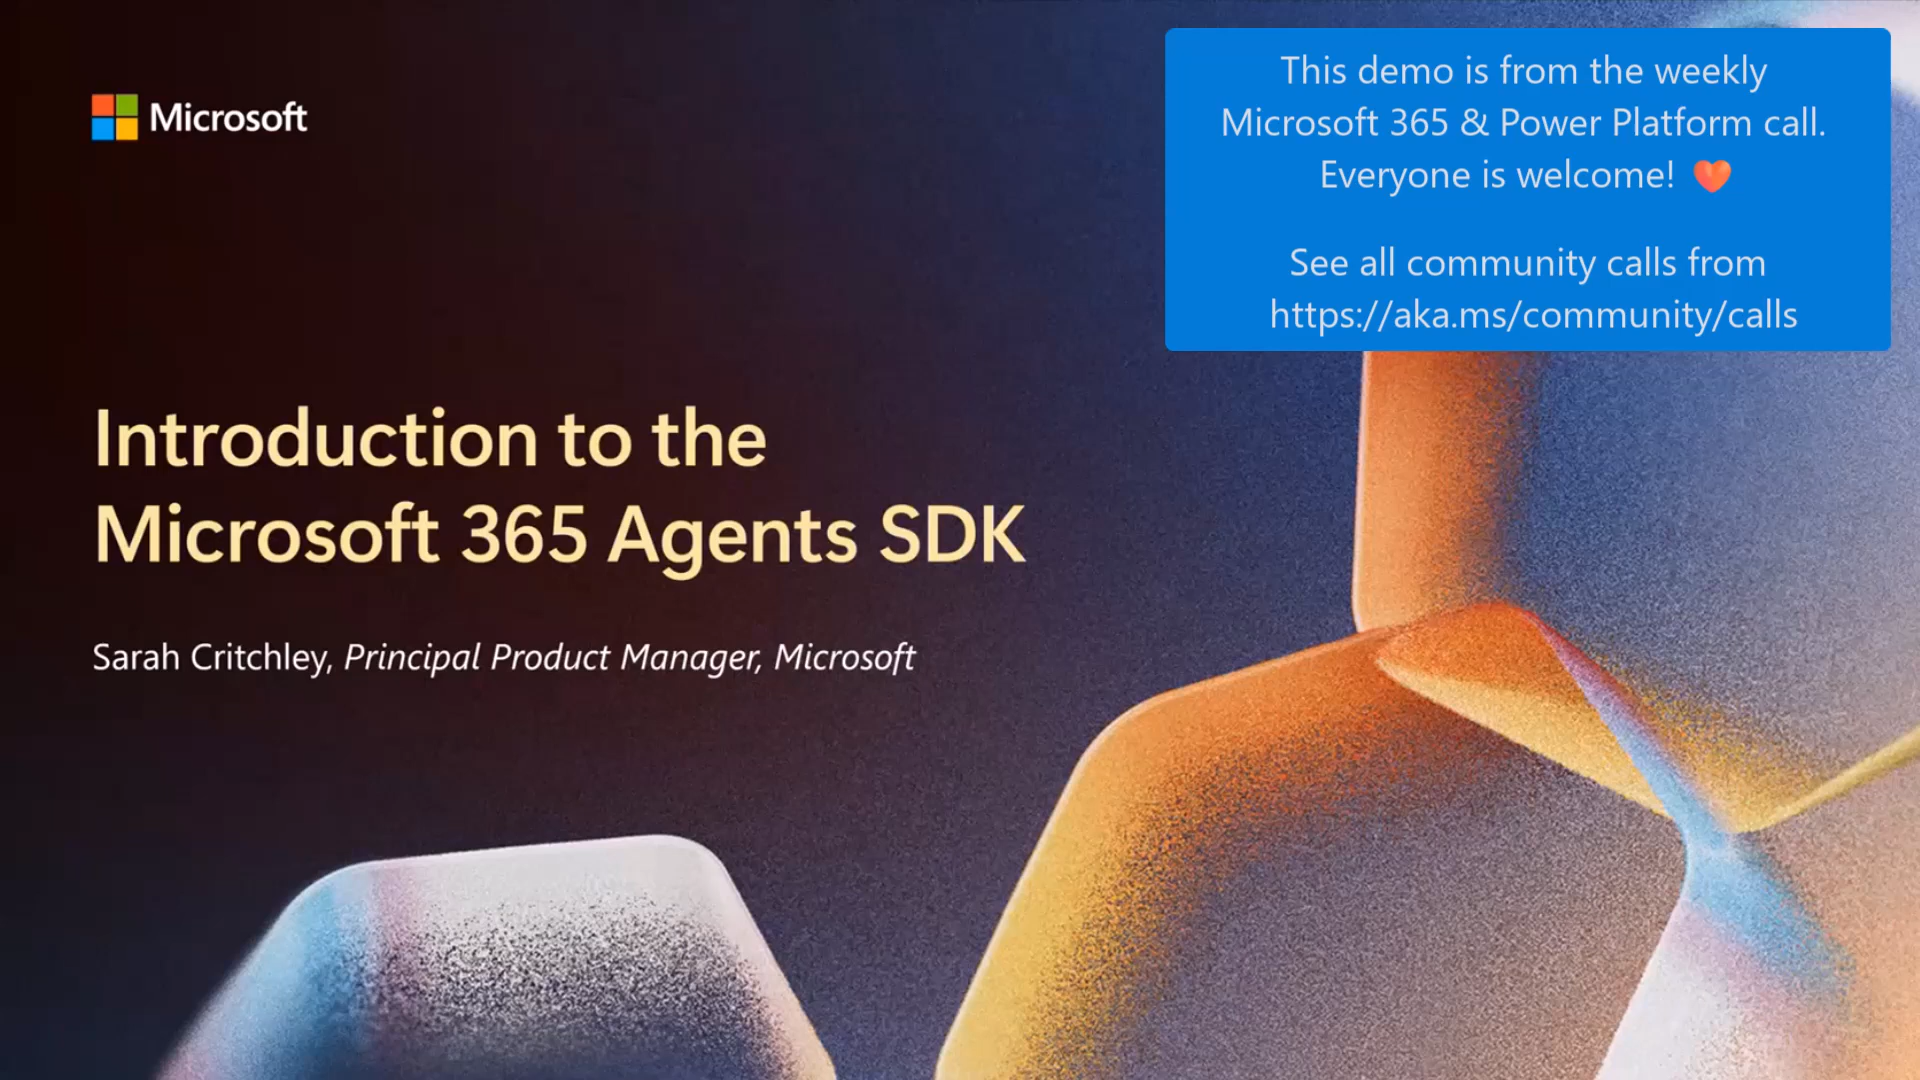 Microsoft
This demo is from the weekly
Microsoft 365 & Power Platform call.
Everyone is welcome! ❤️
See all community calls from
https://aka.ms/community/calls
Introduction to the
Microsoft 365 Agents SDK
Sarah Critchley, Principal Product Manager, Microsoft